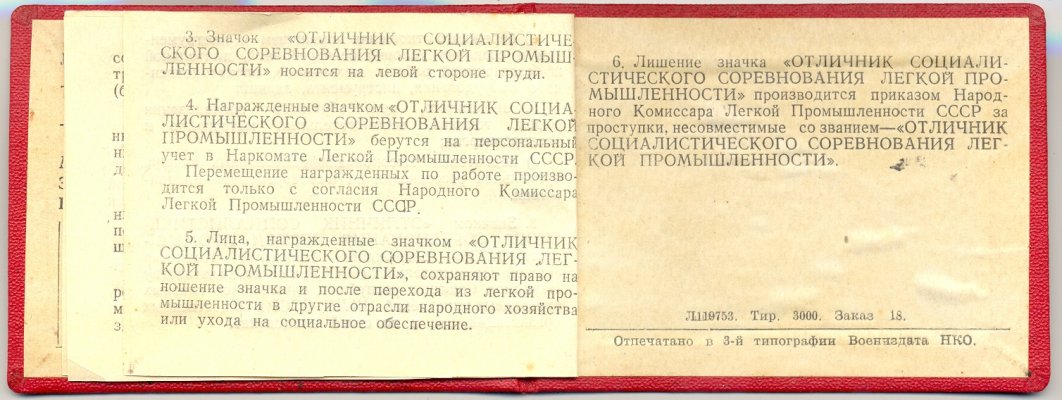 3. Значок «ОТЛИЧНИК СОЦИАЛИСТИЧЕ-
СКОГО СОРЕВНОВАНИЯ ЛЕГКОЙ ПРОМЫШ-
ЛЕННОСТИ» носится на левой стороне груди.
4. Награжденные значком «ОТЛИЧНИК СОЦИА-
ЛИСТИЧЕСКОГО СОРЕВНОВАНИЯ ЛЕГКОЙ
ПРОМЫШЛЕННОСТИ» берутся на персональный
учет в Наркомате Легкой Промышленности СССР.
Перемещение награжденных по работе произво-
дится только с согласия Народного Комиссара
Легкой Промышленности СССР.
5. Лица, награжденные значком «ОТЛИЧНИК
СОЦИАЛИСТИЧЕСКОГО СОРЕВНОВАНИЯ ЛЕГ-
КОЙ ПРОМЫШЛЕННОСТИ», сохраняют право на
ношение значка и после перехода из легкой про-
мышленности в другие отрасли народного хозяйства
или ухода на социальное обеспечение.
6. Лишение значка «ОТЛИЧНИК СОЦИАЛИ-
СТИЧЕСКОГО СОРЕВНОВАНИЯ ЛЕГКОЙ ПРО-
МЫШЛЕННОСТИ» производится приказом Народ-
ного Комиссара Легкой Промышленности СССР за
проступки, несовместимые со званием—«ОТЛИЧНИК
СОЦИАЛИСТИЧЕСКОГО СОРЕВНОВАНИЯ ЛЕГ-
КОЙ ПРОМЫШЛЕННОСТИ».
Л119753. Тир. 3000. Заказ 18.
Отпечатано в 3-й типографии Воениздата НКО.